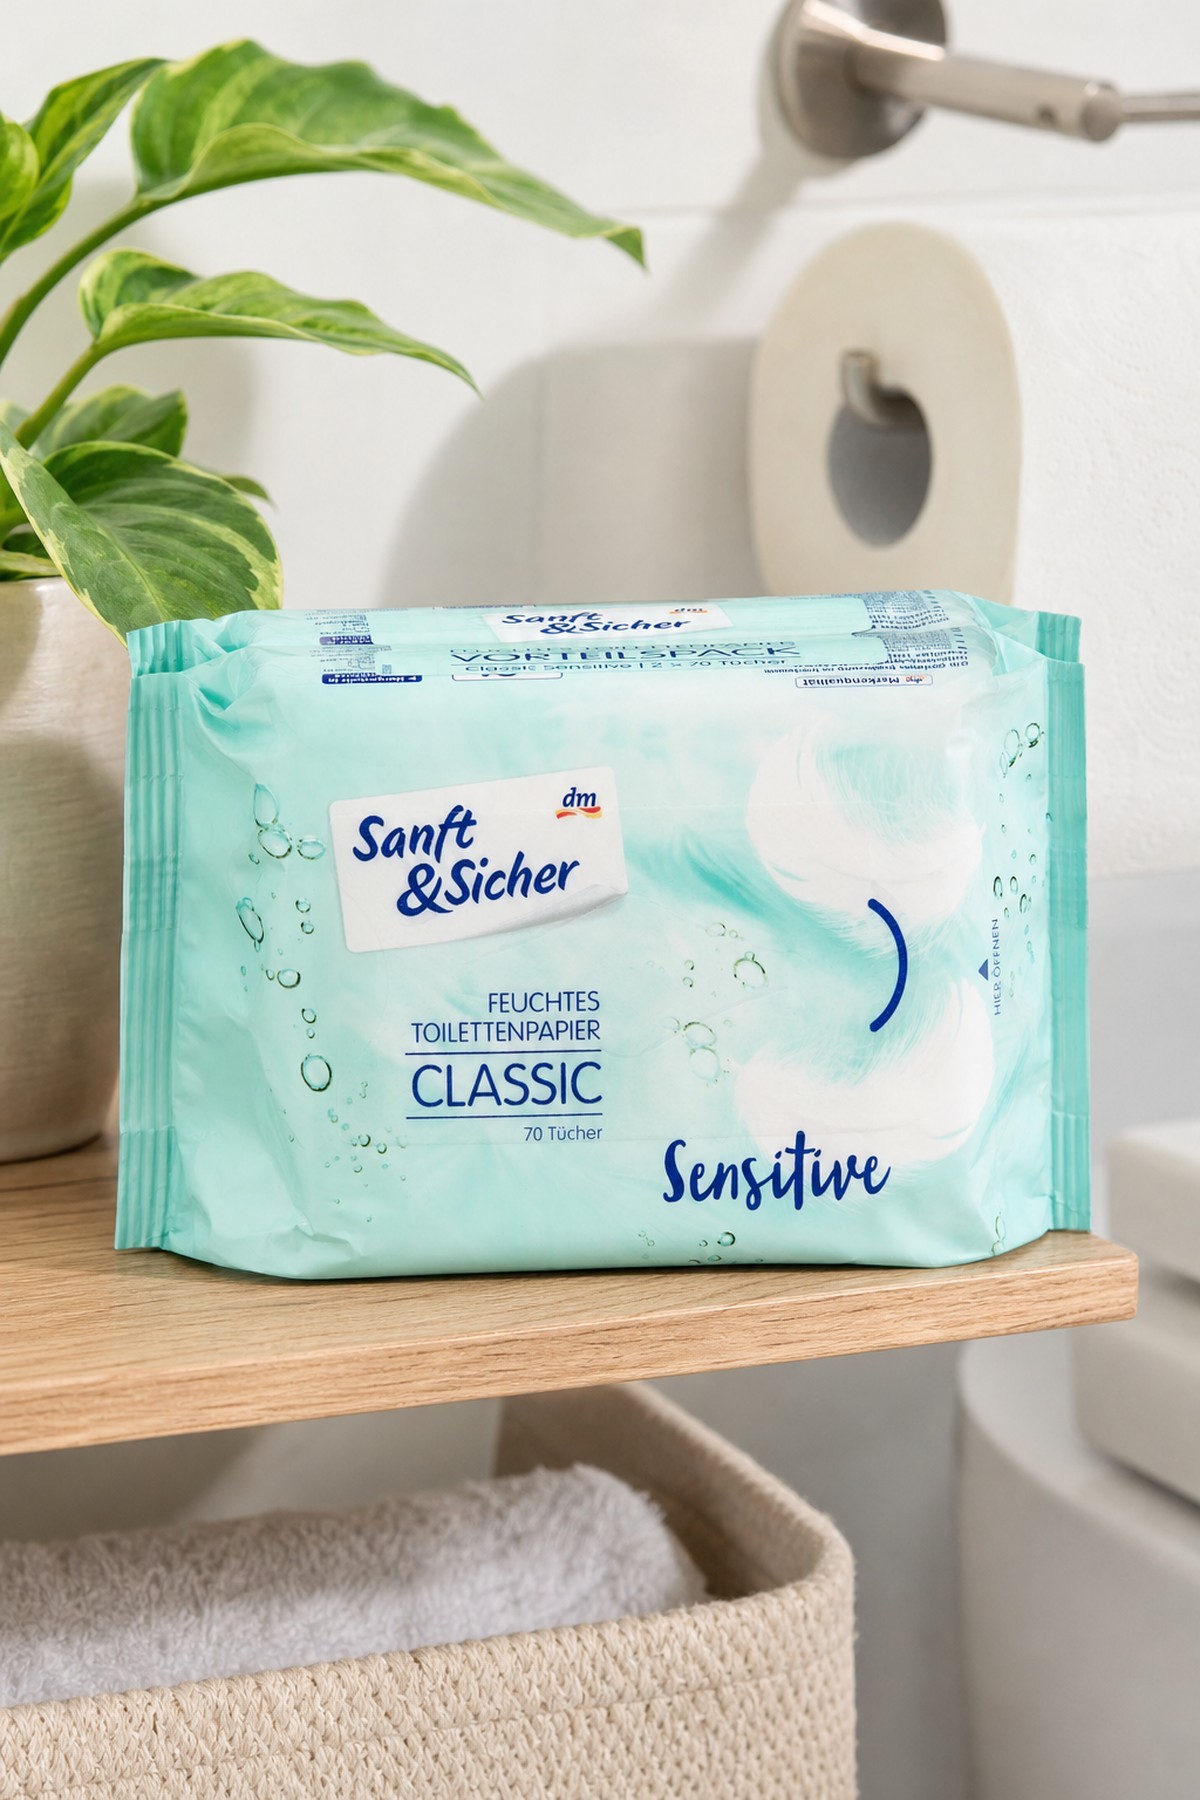 Sanft
&Sicher
dm
VORTEILSPACK
Classic Sensitive | 2 x 70 Tücher
Markenqualität
dm
Sanft
&Sicher
FEUCHTES
TOILETTENPAPIER
CLASSIC
70 Tücher
Sensitive
HIER ÖFFNEN